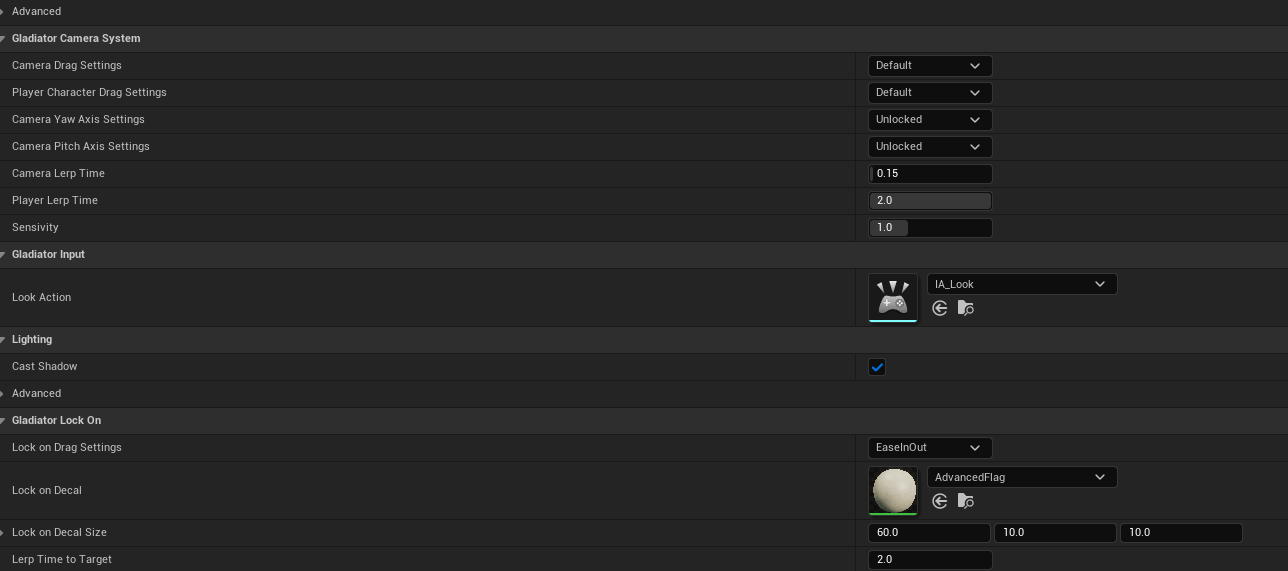 Advanced
Gladiator Camera System
Camera Drag Settings Default
Player Character Drag Settings Default
Camera Yaw Axis Settings Unlocked
Camera Pitch Axis Settings Unlocked
Camera Lerp Time 0.15
Player Lerp Time 2.0
Sensivity 1.0
Gladiator Input
Look Action IA_Look
Lighting
Cast Shadow
Advanced
Gladiator Lock On
Lock on Drag Settings EaseInOut
Lock on Decal AdvancedFlag
Lock on Decal Size 60.0 10.0 10.0
Lerp Time to Target 2.0